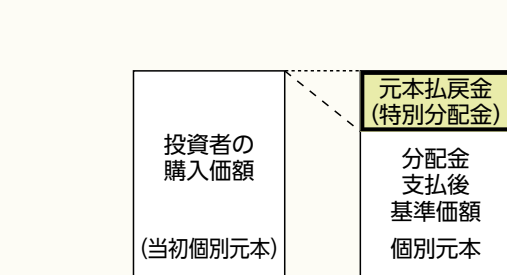 投資者の
購入価額
(当初個別元本)
元本払戻金
(特別分配金)
分配金
支払後
基準価額
個別元本